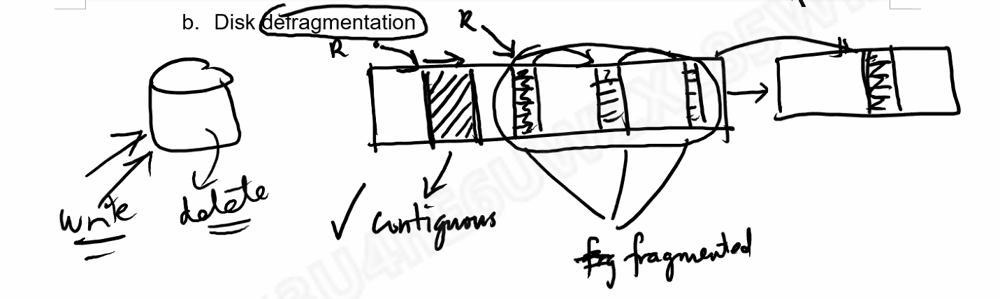 b. Disk defragmentation
R
R
write
delete
contiguous
fragmented